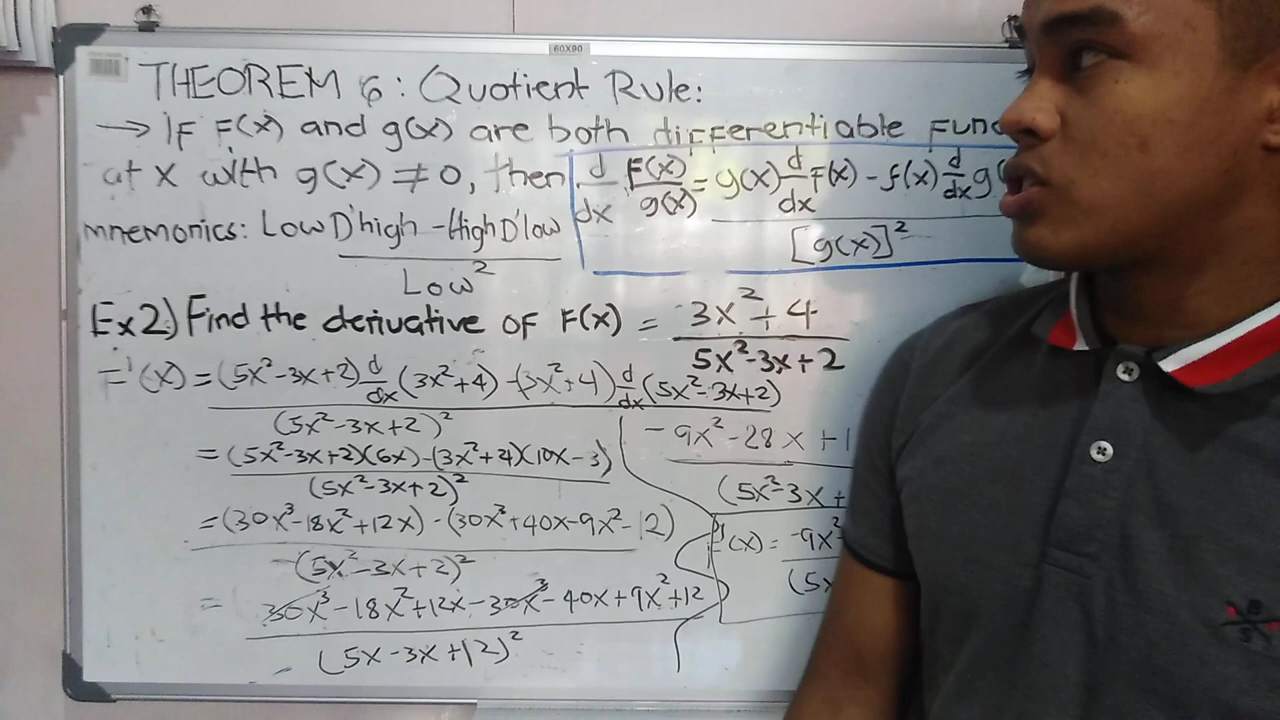 60X90
THEOREM 6: Quotient Rule:
→ IF F(x) and g(x) are both differentiable Func
at x with g(x) ≠ 0, then d/dx F(x)/g(x) = g(x) d/dx F(x) - f(x) d/dx g(
[g(x)]²
mnemonics: Low D'high - High D'low
Low²
Ex2) Find the derivative of F(x) = 3x² + 4
5x² - 3x + 2
F'(x) = (5x² - 3x + 2) d/dx (3x² + 4) - (3x² + 4) d/dx (5x² - 3x + 2)
(5x² - 3x + 2)²
= (5x² - 3x + 2)(6x) - (3x² + 4)(10x - 3)
(5x² - 3x + 2)²
= (30x³ - 18x² + 12x) - (30x³ + 40x - 9x² - 12)
(5x² - 3x + 2)²
= 30x³ - 18x² + 12x - 30x³ - 40x + 9x² + 12
(5x - 3x + 12)²
-9x² - 28x + 1
(5x² - 3x +
F'(x) = -9x²
(5x